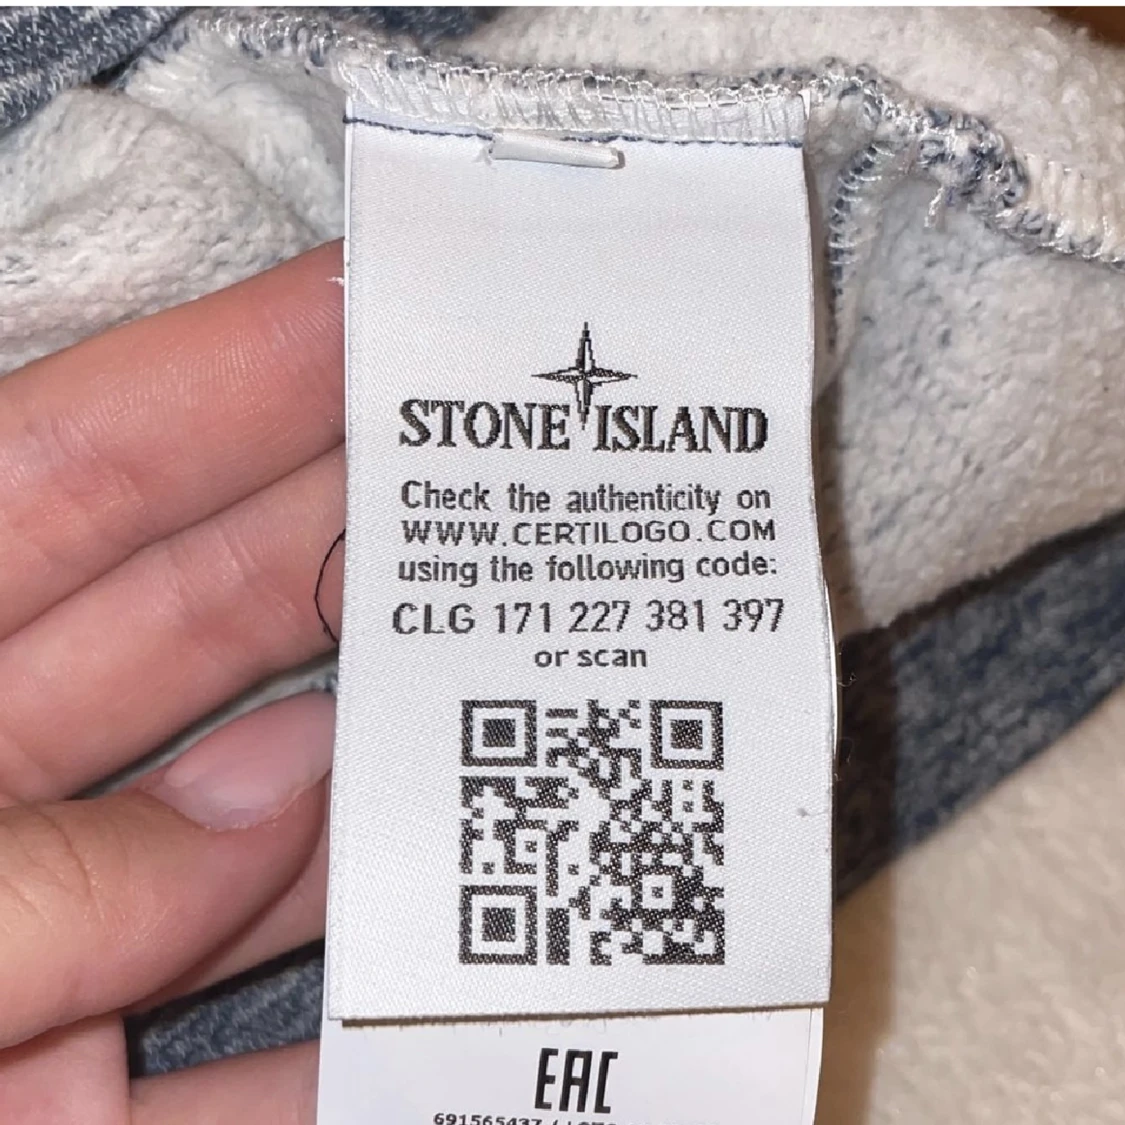 STONE ISLAND
Check the authenticity on
WWW.CERTILOGO.COM
using the following code:
CLG 171 227 381 397
or scan
EAC
691565437